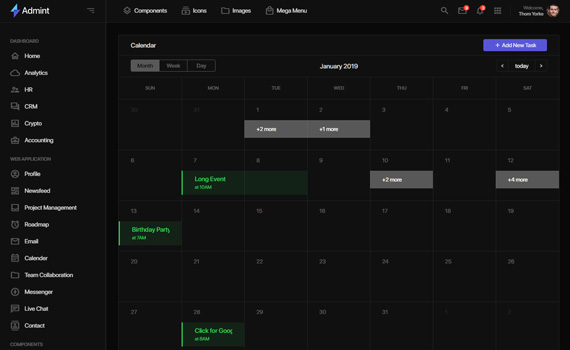 Admint
Components
Icons
Images
Mega Menu
Welcome,
Thom Yorke
DASHBOARD
Home
Analytics
HR
CRM
Crypto
Accounting
WEB APPLICATION
Profile
Newsfeed
Project Management
Roadmap
Email
Calender
Team Collaboration
Messenger
Live Chat
Contact
COMPONENTS
Calendar
+ Add New Task
Month Week Day
January 2019
today
SUN MON TUE WED THU FRI SAT
30 31 1 2 3 4 5
+2 more +1 more
6 7 8 9 10 11 12
Long Event
at 10AM
+2 more
+4 more
13 14 15 16 17 18 19
Birthday Party
at 7AM
20 21 22 23 24 25 26
27 28 29 30 31
Click for Goog
at 8AM